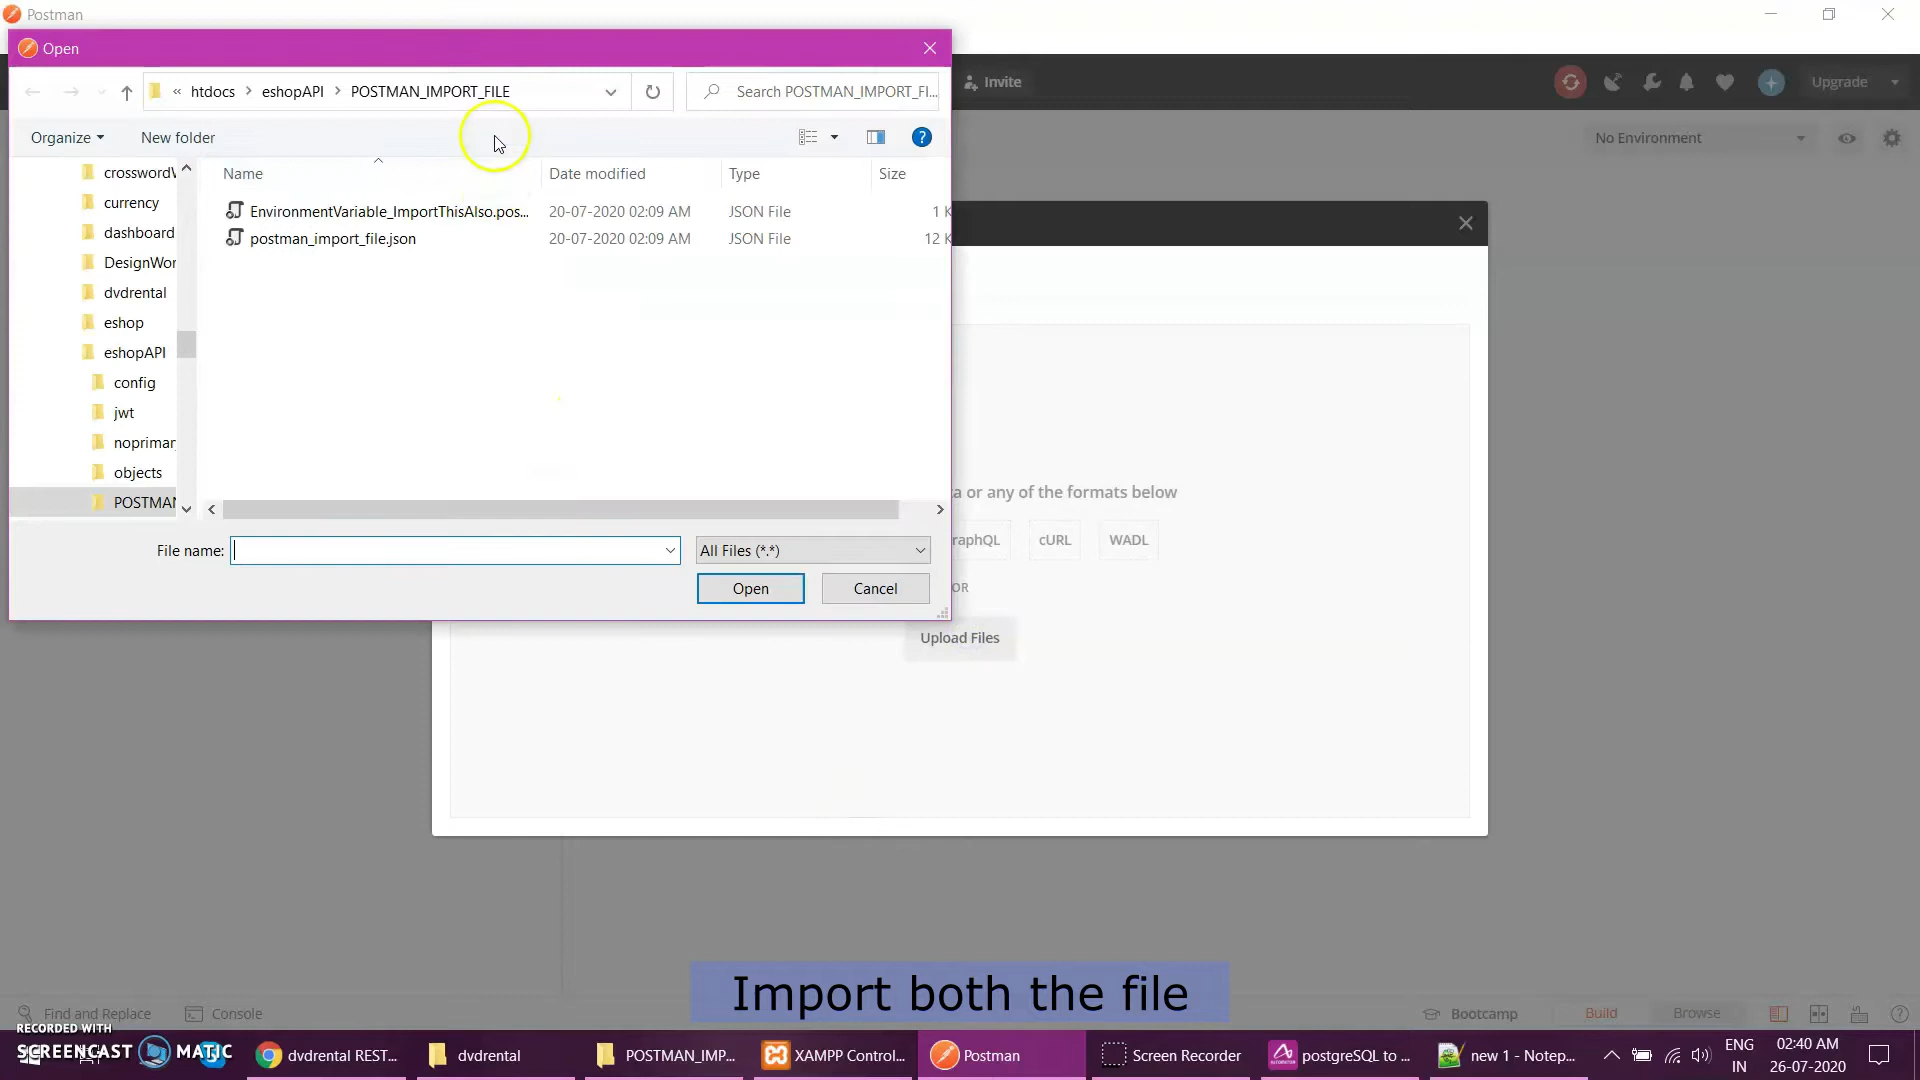 Postman
Open
« htdocs > eshopAPI > POSTMAN_IMPORT_FILE
Search POSTMAN_IMPORT_FI...
Invite
Upgrade
Organize
New folder
No Environment
Name
Date modified
Type
Size
EnvironmentVariable_ImportThisAlso.pos...
20-07-2020 02:09 AM
JSON File
1 K
postman_import_file.json
20-07-2020 02:09 AM
JSON File
12 K
currency
dashboard
dvdrental
eshop
eshopAPI
config
jwt
objects
a or any of the formats below
raphQL
cURL
WADL
OR
Upload Files
File name:
All Files (*.*)
Open
Cancel
Import both the file
Find and Replace
Console
Bootcamp
Build
Browse
RECORDED WITH
SCREENCAST MATIC
dvdrental REST...
dvdrental
POSTMAN_IMP...
XAMPP Control...
Postman
Screen Recorder
postgreSQL to ...
new 1 - Notep...
ENG
IN
02:40 AM
26-07-2020